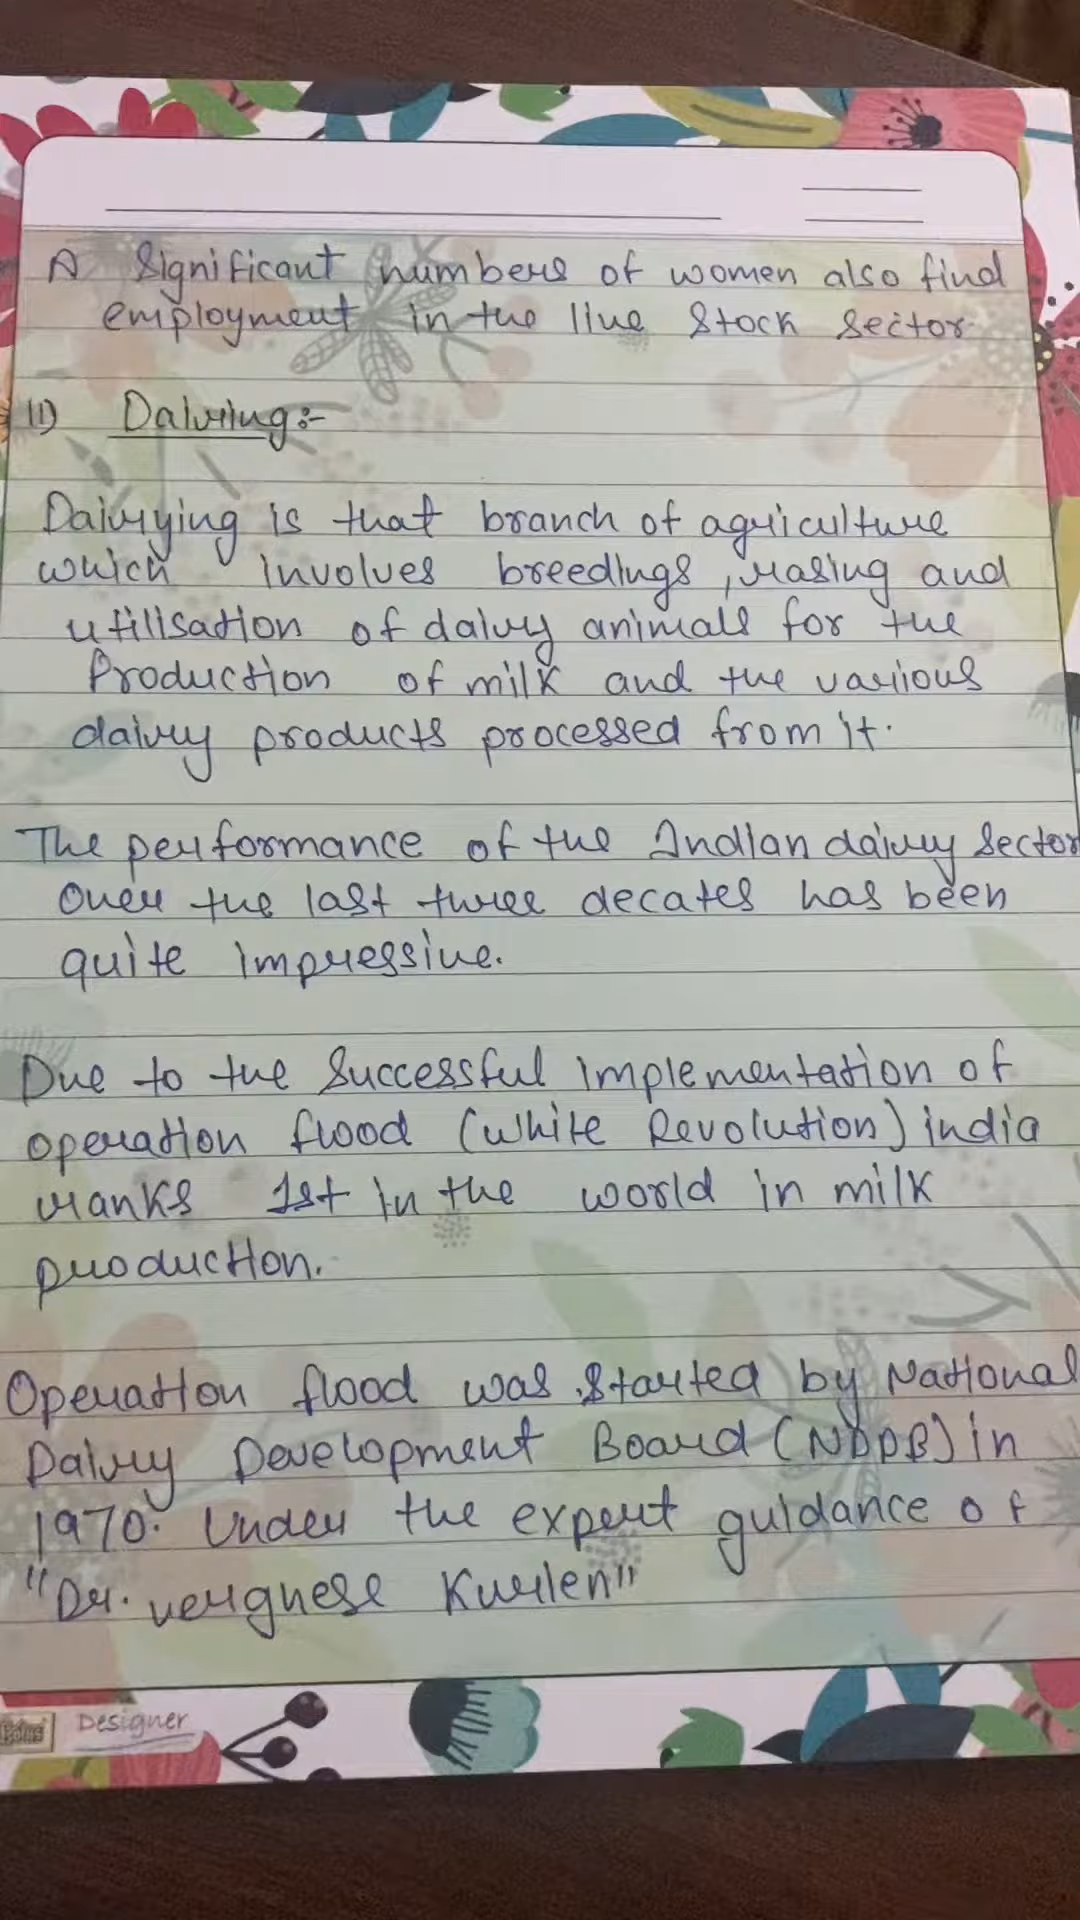 A Significant numbers of women also find
employment in the live Stock Sector
11) Dairing:-
Dairying is that branch of agriculture
which involves breedings, rasing and
utilisation of dairy animals for the
Production of milk and the various
dairy products processed from it.
The performance of the Indian dairy Sector
over the last three decates has been
quite impressive.
Due to the Successful implementation of
operation flood (White Revolution) india
ranks 1st in the world in milk
production.
Operation flood was started by National
Dairy Development Board (NDDB) in
1970. Under the expert guidance of
"Dr. verghese Kurien"
Designer